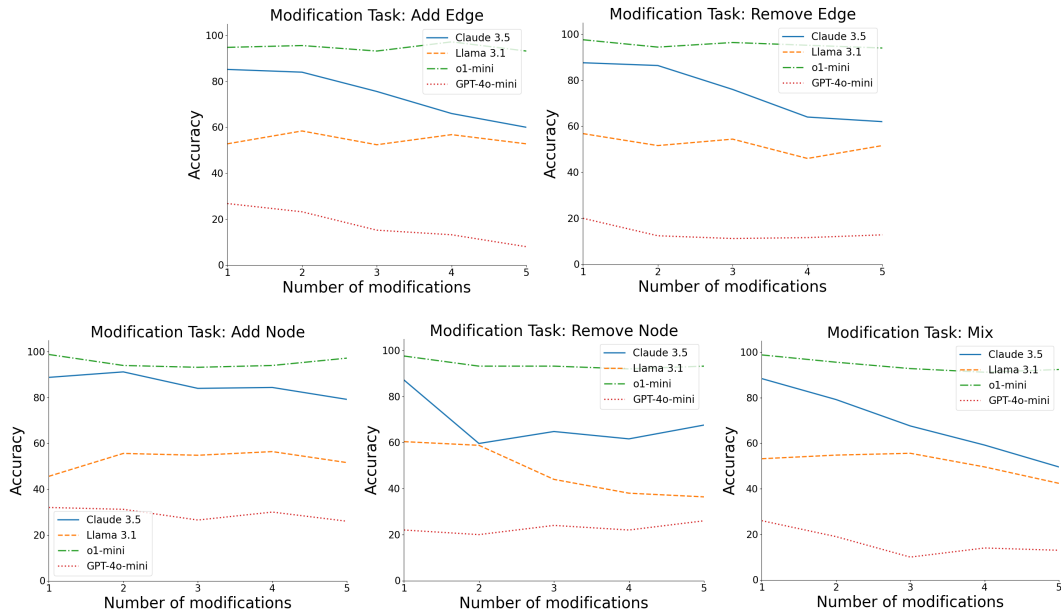 Modification Task: Add Edge
Accuracy
100
80
60
40
20
0
1 2 3 4 5
Number of modifications
Claude 3.5
Llama 3.1
o1-mini
GPT-4o-mini
Modification Task: Remove Edge
Accuracy
100
80
60
40
20
0
1 2 3 4 5
Number of modifications
Claude 3.5
Llama 3.1
o1-mini
GPT-4o-mini
Modification Task: Add Node
Accuracy
100
80
60
40
20
0
1 2 3 4 5
Number of modifications
Claude 3.5
Llama 3.1
o1-mini
GPT-4o-mini
Modification Task: Remove Node
Accuracy
100
80
60
40
20
0
1 2 3 4 5
Number of modifications
Claude 3.5
Llama 3.1
o1-mini
GPT-4o-mini
Modification Task: Mix
Accuracy
100
80
60
40
20
0
1 2 3 4 5
Number of modifications
Claude 3.5
Llama 3.1
o1-mini
GPT-4o-mini